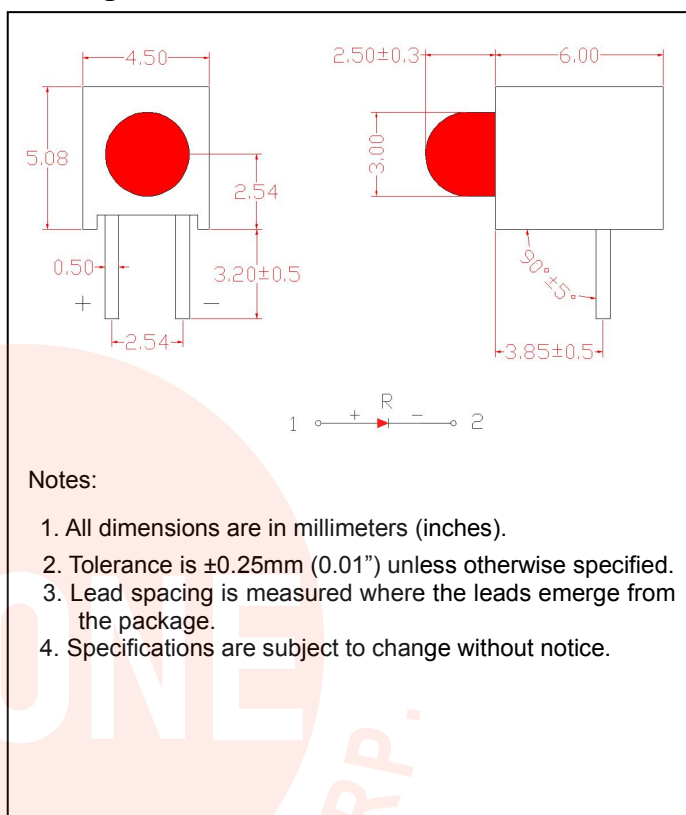 4.50
2.50±0.3
6.00
5.08
2.54
3.00
0.50
3.20±0.5
+
−
2.54
90°±5°
3.85±0.5
1 + R − 2
Notes:
1. All dimensions are in millimeters (inches).
2. Tolerance is ±0.25mm (0.01”) unless otherwise specified.
3. Lead spacing is measured where the leads emerge from
the package.
4. Specifications are subject to change without notice.
ONE
RP.